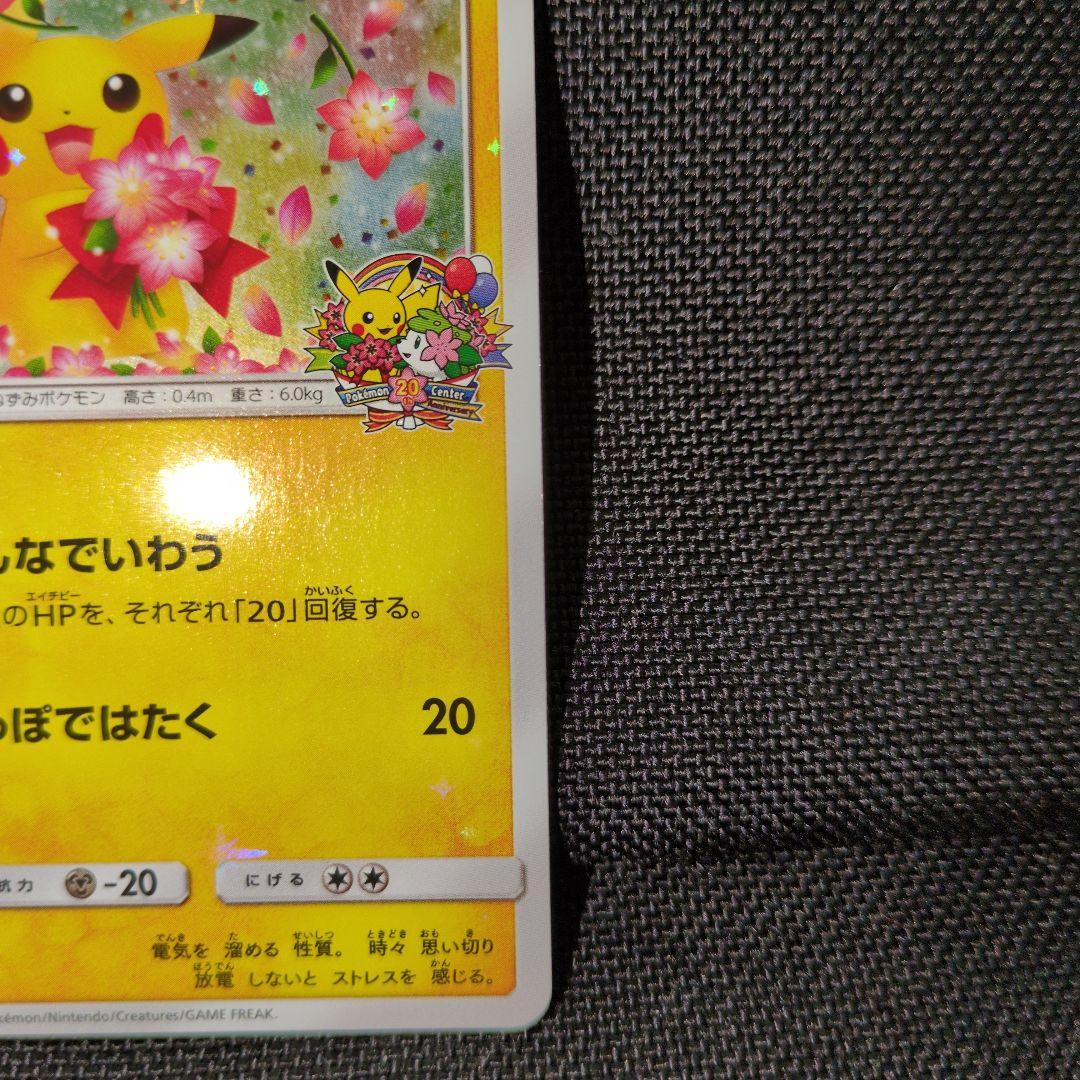 Pokémon 20th Center
ANNIVERSARY
ねずみポケモン 高さ:0.4m 重さ:6.0kg
んなでいわう
エイチピー かいふく
のHPを、それぞれ「20」回復する。
っぽではたく 20
抗力 -20 にげる
でんき た せいしつ ときどき おも き
電気を 溜める 性質。 時々 思い切り
ほうでん かん
放電 しないと ストレスを 感じる。
kémon/Nintendo/Creatures/GAME FREAK.